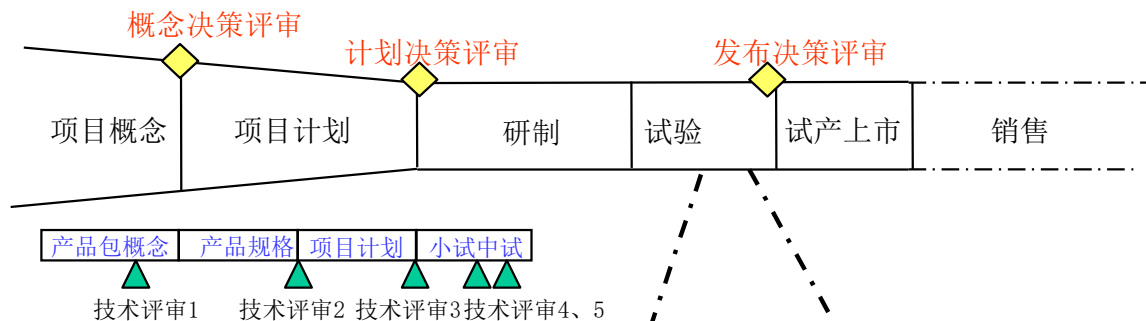 概念决策评审
计划决策评审
发布决策评审
项目概念
项目计划
研制
试验
试产上市
销售
产品包概念
产品规格
项目计划
小试中试
技术评审1
技术评审2
技术评审3
技术评审4、5